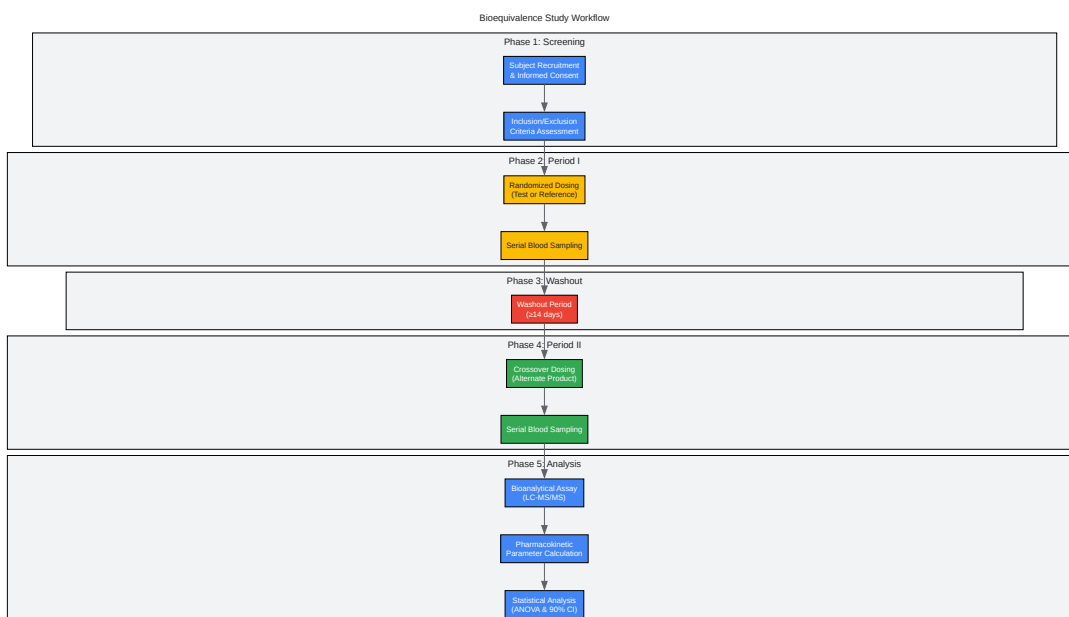 Bioequivalence Study Workflow
Phase 1: Screening
Subject Recruitment
& Informed Consent
Inclusion/Exclusion
Criteria Assessment
Phase 2: Period I
Randomized Dosing
(Test or Reference)
Serial Blood Sampling
Phase 3: Washout
Washout Period
(≥14 days)
Phase 4: Period II
Crossover Dosing
(Alternate Product)
Serial Blood Sampling
Phase 5: Analysis
Bioanalytical Assay
(LC-MS/MS)
Pharmacokinetic
Parameter Calculation
Statistical Analysis
(ANOVA & 90% CI)